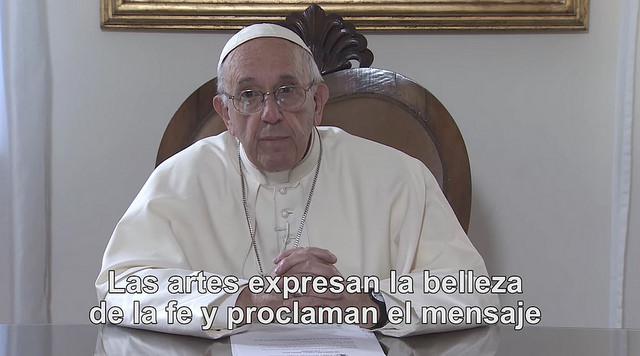 Las artes expresan la belleza
de la fe y proclaman el mensaje